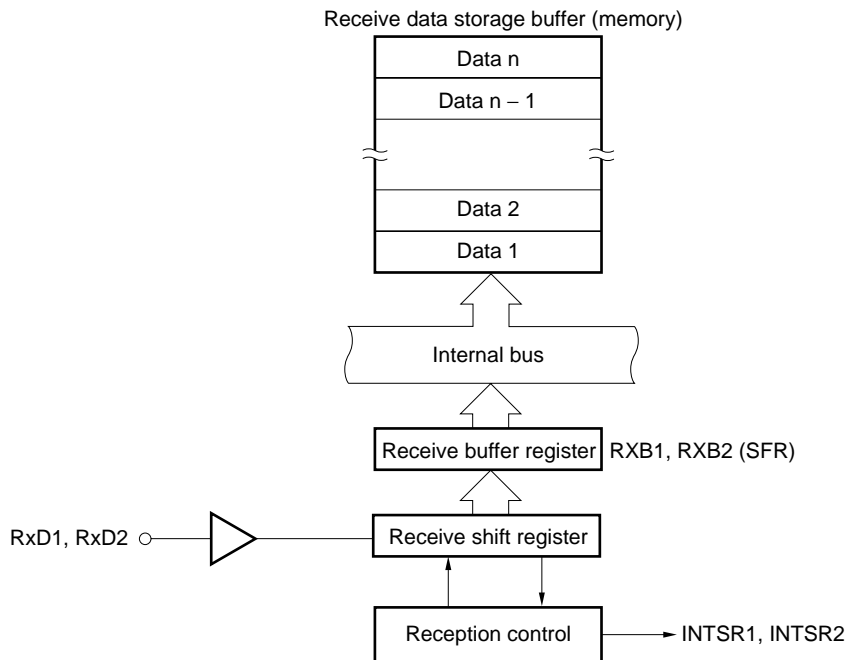 Receive data storage buffer (memory)
Data n
Data n – 1
Data 2
Data 1
Internal bus
Receive buffer register
RXB1, RXB2 (SFR)
RxD1, RxD2
Receive shift register
Reception control
INTSR1, INTSR2